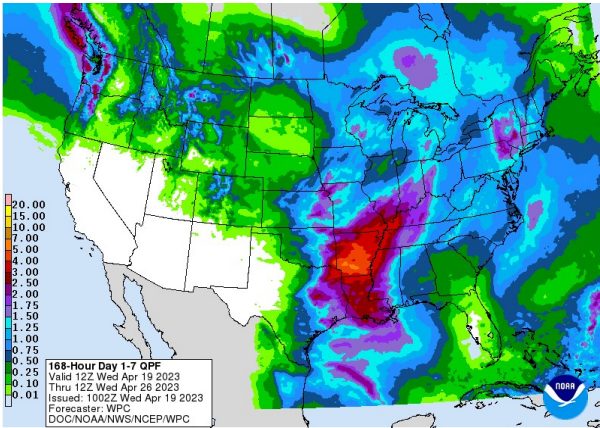 20.00
15.00
10.00
7.00
5.00
4.00
3.00
2.50
2.00
1.75
1.50
1.25
1.00
0.75
0.50
0.25
0.10
0.01
168-Hour Day 1-7 QPF
Valid 12Z Wed Apr 19 2023
Thru 12Z Wed Apr 26 2023
Issued: 1002Z Wed Apr 19 2023
Forecaster: WPC
DOC/NOAA/NWS/NCEP/WPC
NOAA